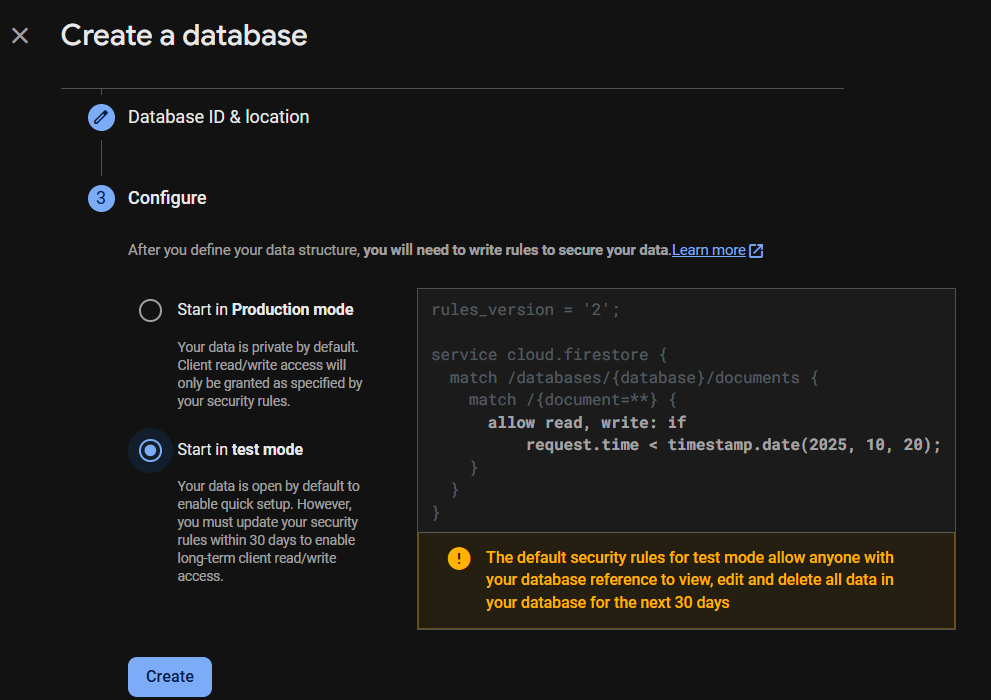 Create a database
Database ID & location
3
Configure
After you define your data structure, you will need to write rules to secure your data. Learn more
Start in Production mode
Your data is private by default.
Client read/write access will
only be granted as specified by
your security rules.
Start in test mode
Your data is open by default to
enable quick setup. However,
you must update your security
rules within 30 days to enable
long-term client read/write
access.
rules_version = '2';
service cloud.firestore {
  match /databases/{database}/documents {
    match /{document=**} {
      allow read, write: if
          request.time < timestamp.date(2025, 10, 20);
    }
  }
}
The default security rules for test mode allow anyone with
your database reference to view, edit and delete all data in
your database for the next 30 days
Create